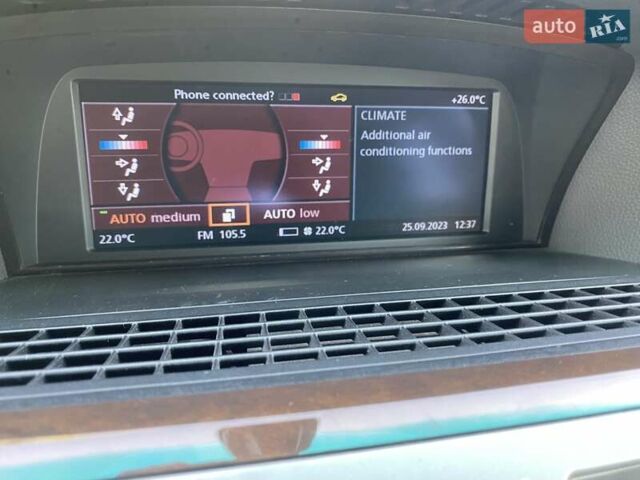 auto RIA .com
Phone connected? +26.0°C
CLIMATE
Additional air
conditioning functions
AUTO medium AUTO low
22.0°C FM 105.5 22.0°C 25.09.2023 12:37